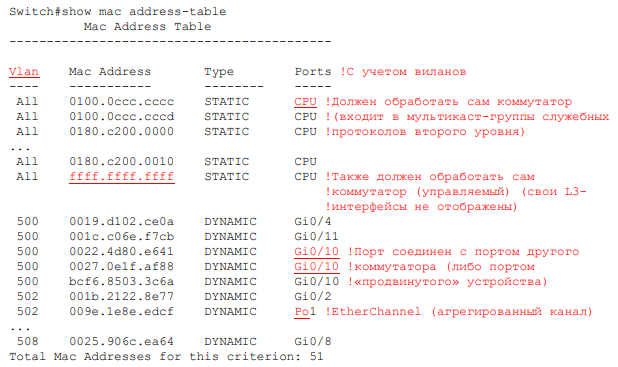 Switch#show mac address-table
Mac Address Table
-------------------------------------------
Vlan Mac Address Type Ports !С учетом виланов
---- ----------- -------- -----
All 0100.0ccc.cccc STATIC CPU !Должен обработать сам коммутатор
All 0100.0ccc.cccd STATIC CPU !(входит в мультикаст-группы служебных
All 0180.c200.0000 STATIC CPU !протоколов второго уровня)
...
All 0180.c200.0010 STATIC CPU
All ffff.ffff.ffff STATIC CPU !Также должен обработать сам
!коммутатор (управляемый) (свои L3-
!интерфейсы не отображены)
500 0019.d102.ce0a DYNAMIC Gi0/4
500 001c.c06e.f7cb DYNAMIC Gi0/11
500 0022.4d80.e641 DYNAMIC Gi0/10 !Порт соединен с портом другого
500 0027.0e1f.af88 DYNAMIC Gi0/10 !коммутатора (либо портом
500 bcf6.8503.3c6a DYNAMIC Gi0/10 !«продвинутого» устройства)
502 001b.2122.8e77 DYNAMIC Gi0/2
502 009e.1e8e.edcf DYNAMIC Po1 !EtherChannel (агрегированный канал)
...
508 0025.906c.ea64 DYNAMIC Gi0/8
Total Mac Addresses for this criterion: 51